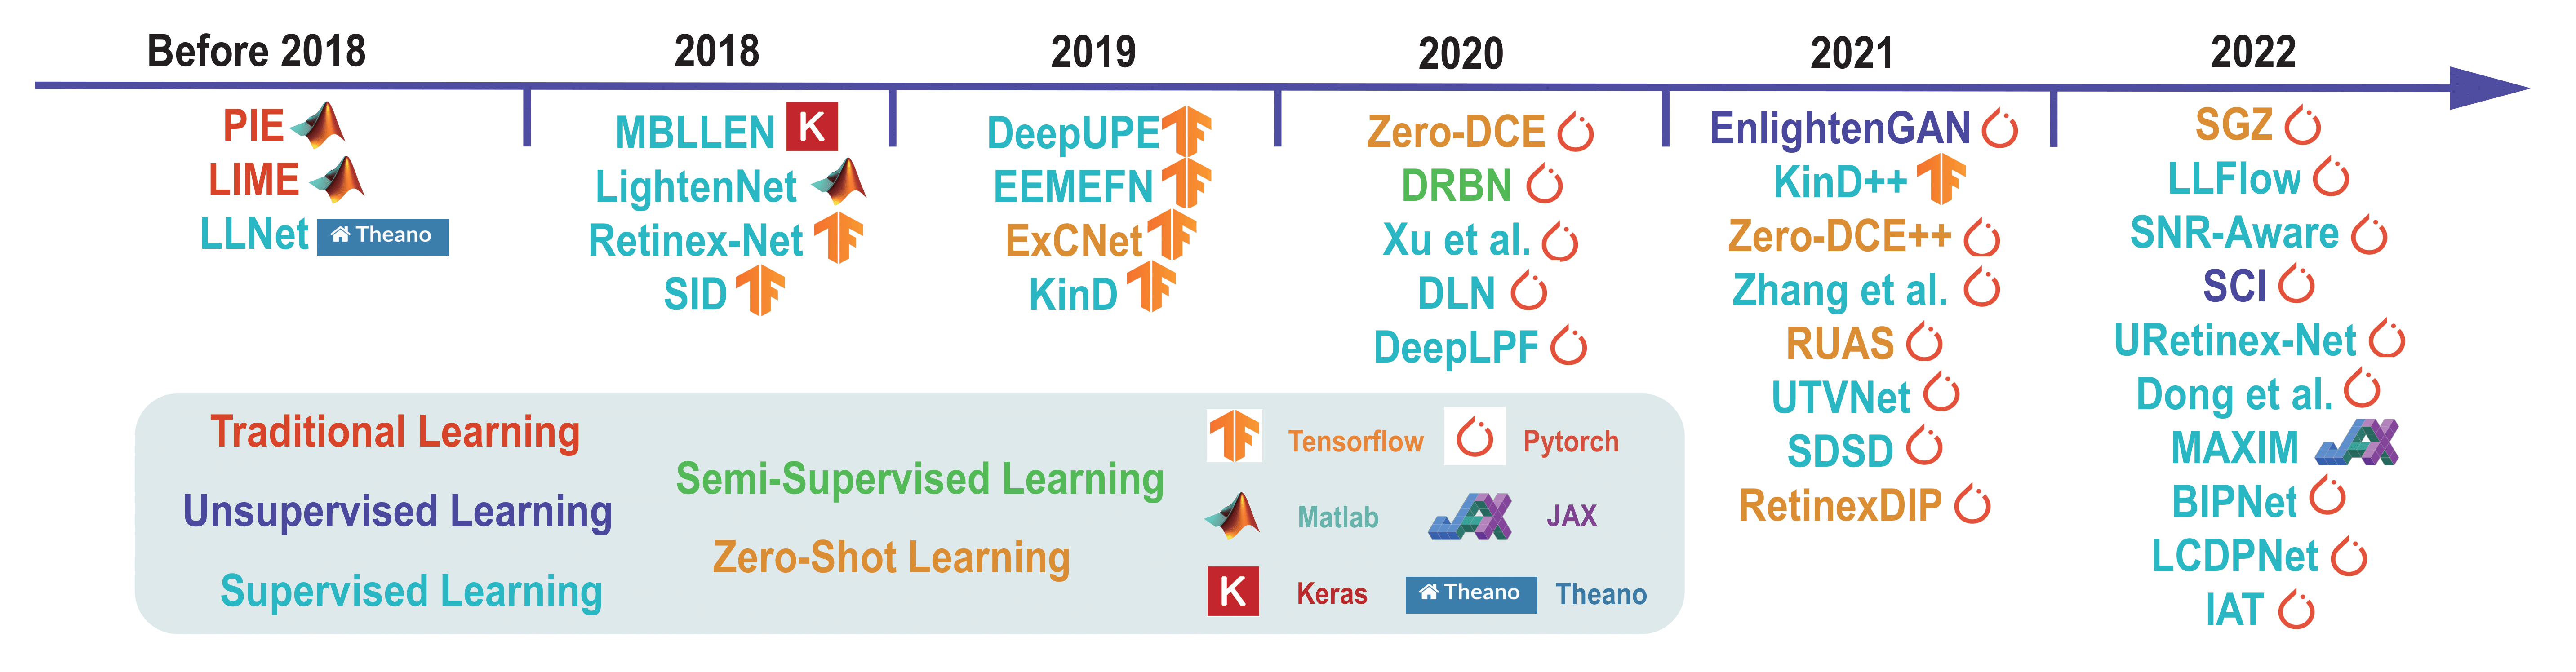 Before 2018
2018
2019
2020
2021
2022
PIE
LIME
LLNet Theano
MBLLEN K
LightenNet
Retinex-Net
SID
DeepUPE
EEMEFN
ExCNet
KinD
Zero-DCE
DRBN
Xu et al.
DLN
DeepLPF
EnlightenGAN
KinD++
Zero-DCE++
Zhang et al.
RUAS
UTVNet
SDSD
RetinexDIP
SGZ
LLFlow
SNR-Aware
SCI
URetinex-Net
Dong et al.
MAXIM JAX
BIPNet
LCDPNet
IAT
Traditional Learning
Unsupervised Learning
Supervised Learning
Semi-Supervised Learning
Zero-Shot Learning
Tensorflow
Pytorch
Matlab
JAX JAX
K Keras
Theano Theano